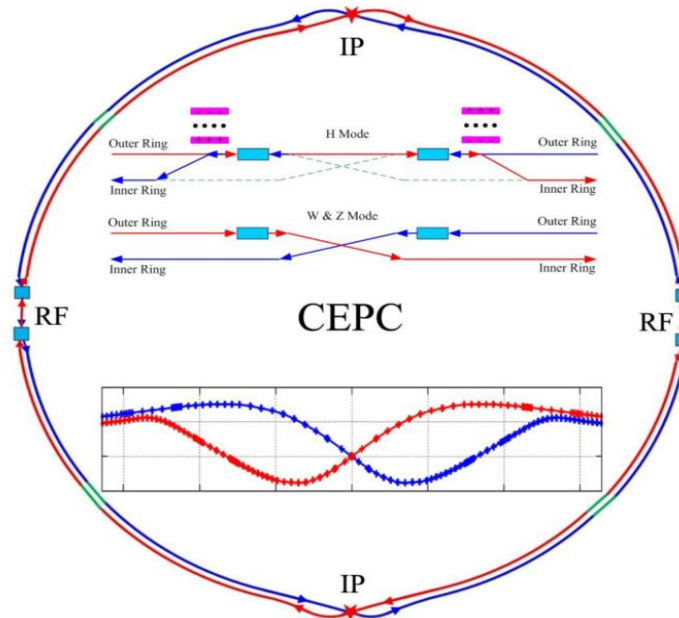 IP
H Mode
Outer Ring
Outer Ring
Inner Ring
Inner Ring
W & Z Mode
Outer Ring
Outer Ring
Inner Ring
Inner Ring
RF
CEPC
RF
IP